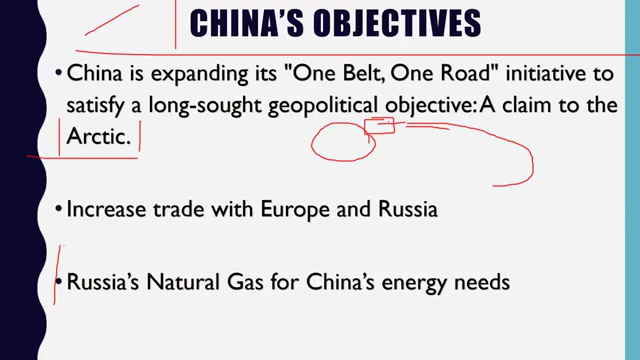 CHINA'S OBJECTIVES
• China is expanding its "One Belt, One Road" initiative to
satisfy a long-sought geopolitical objective: A claim to the
Arctic.
• Increase trade with Europe and Russia
• Russia's Natural Gas for China's energy needs